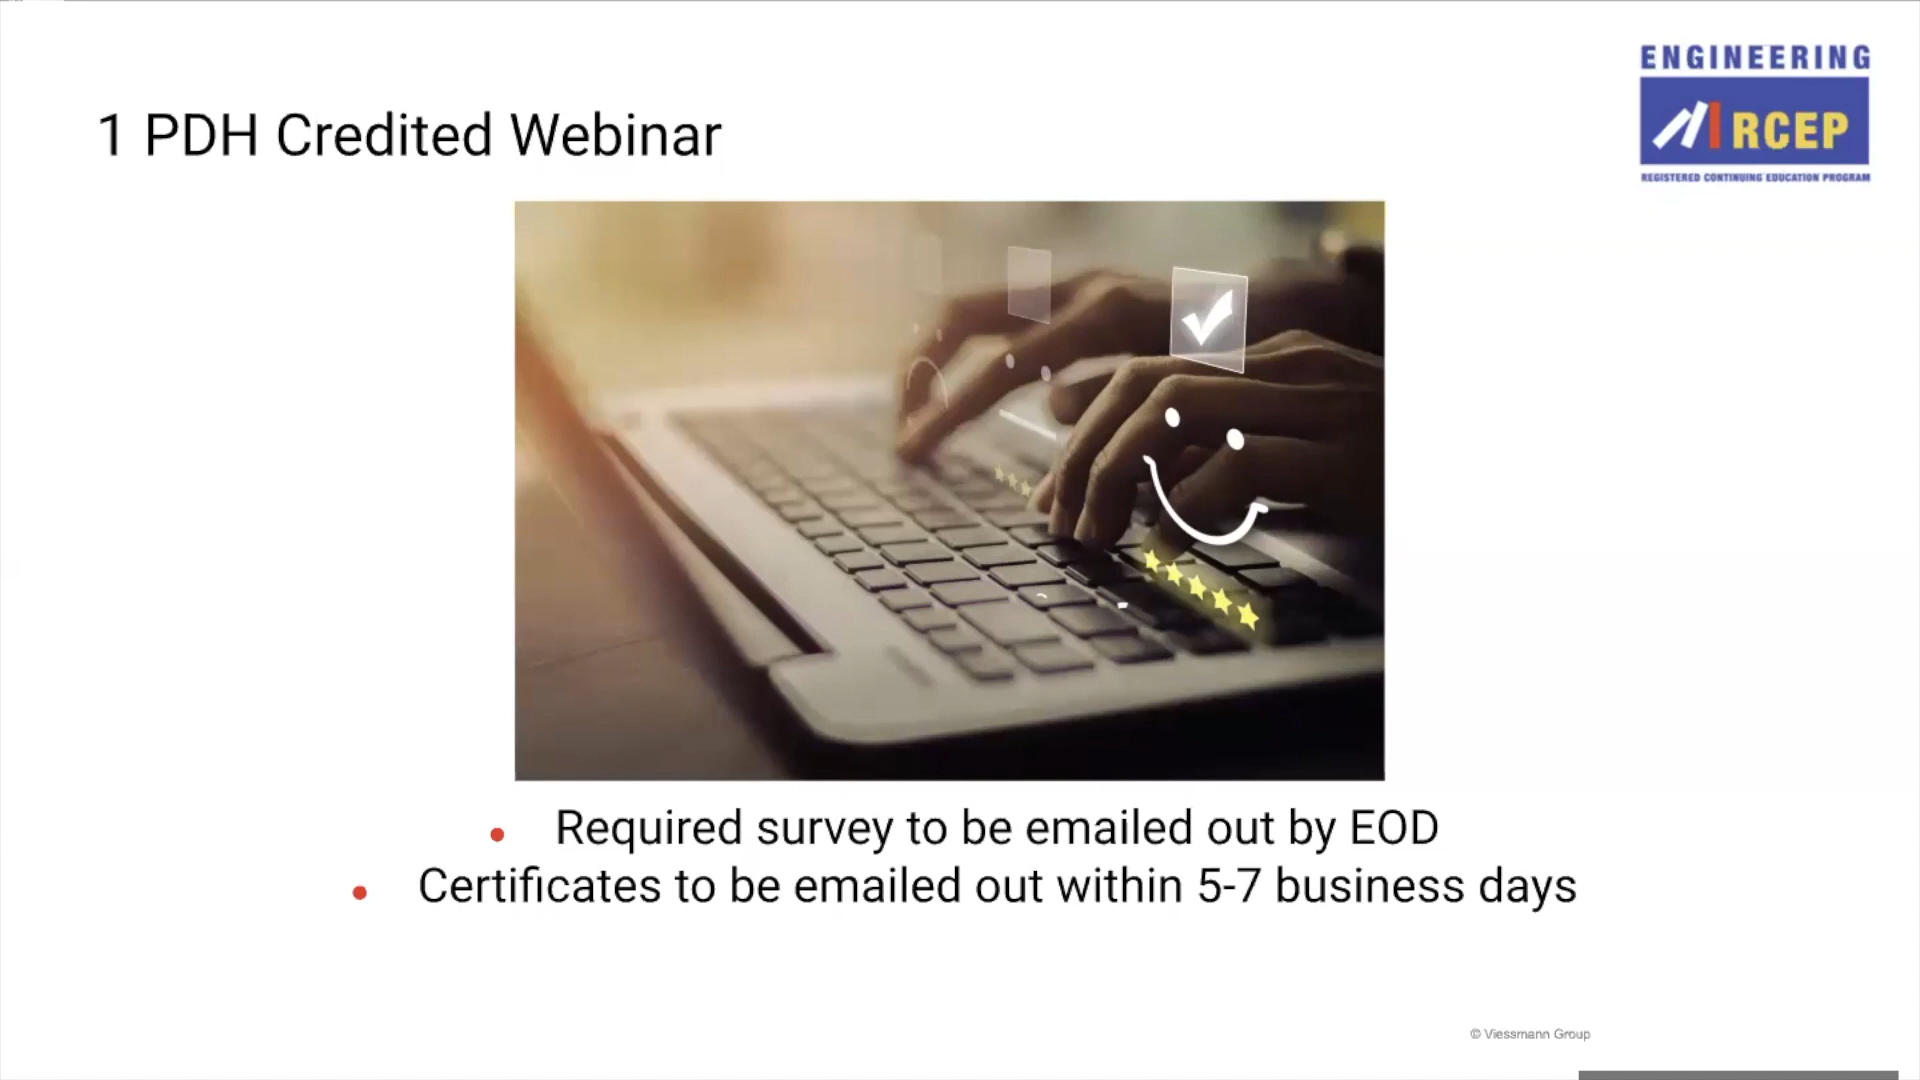 ENGINEERING
RCEP
REGISTERED CONTINUING EDUCATION PROGRAM
1 PDH Credited Webinar
Required survey to be emailed out by EOD
Certificates to be emailed out within 5-7 business days
© Viessmann Group